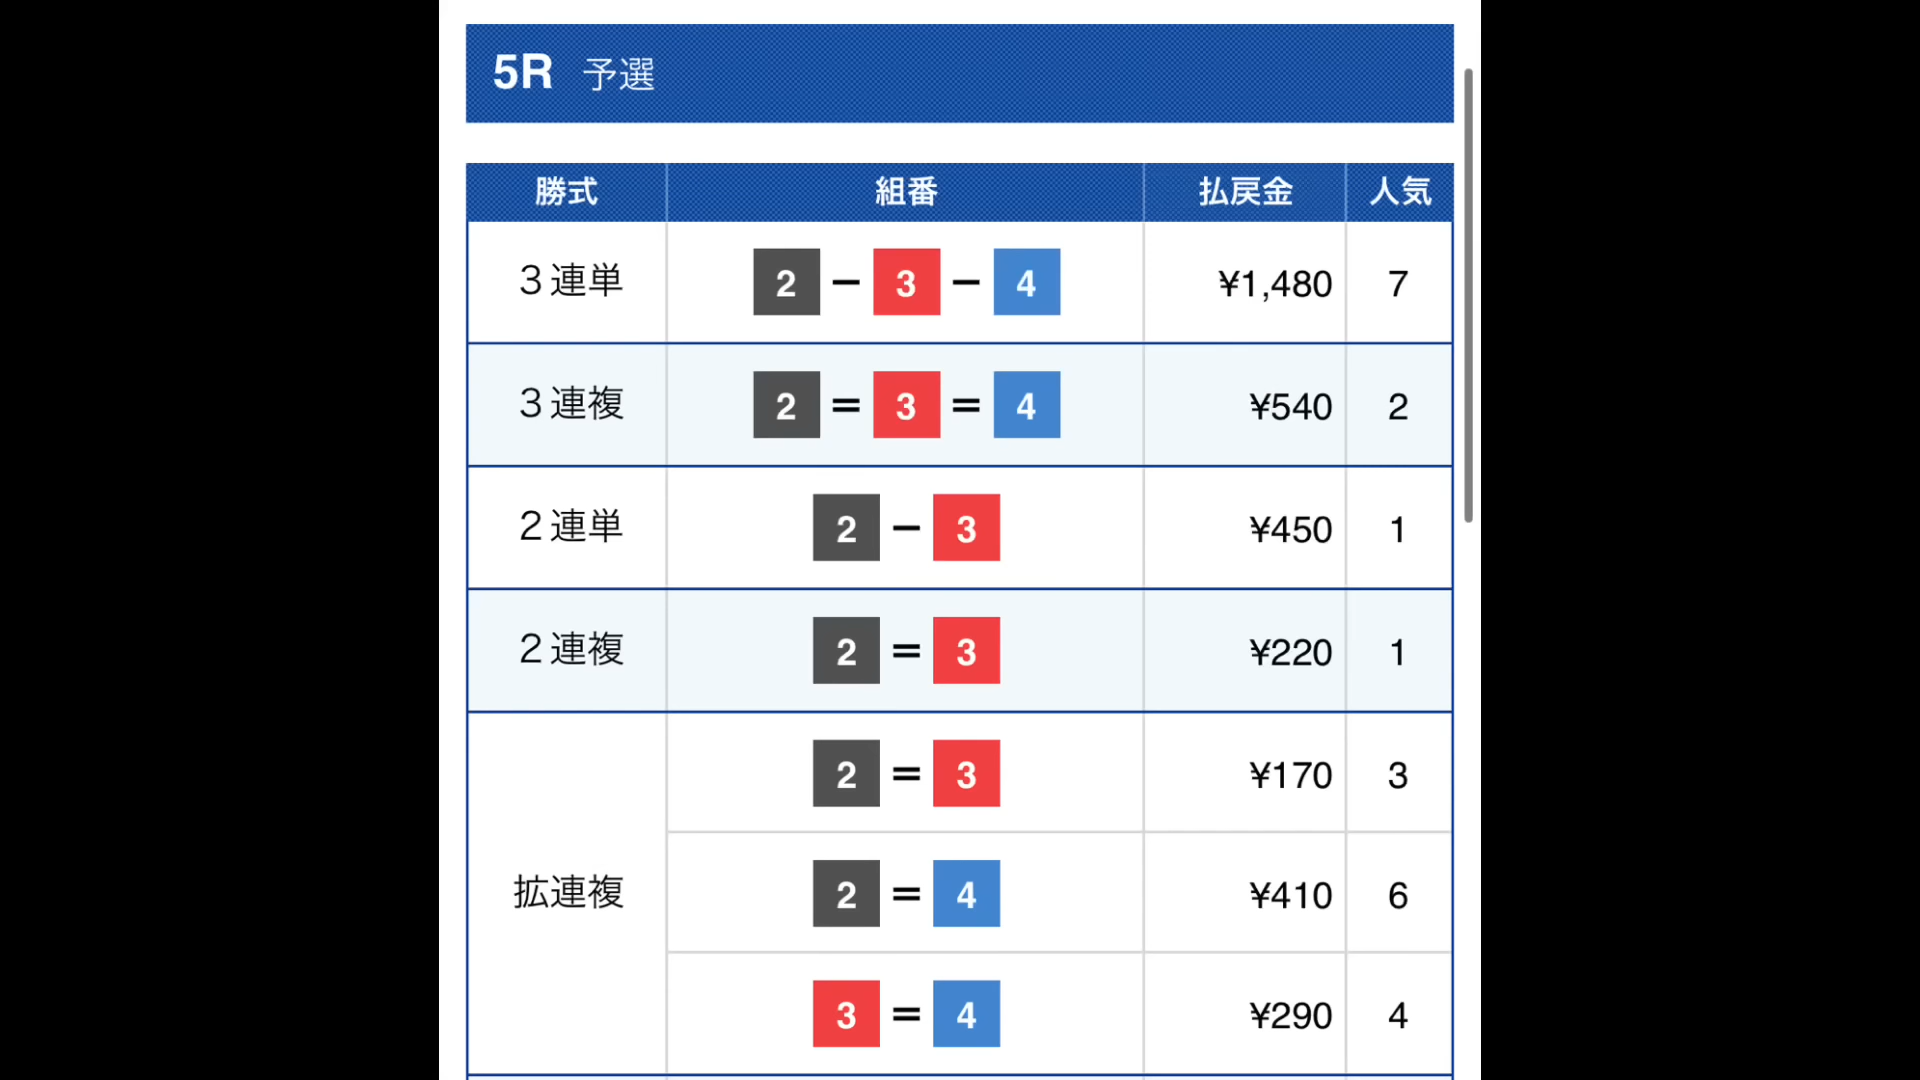 5R 予選
勝式 組番 払戻金 人気
３連単 2 - 3 - 4 ¥1,480 7
３連複 2 = 3 = 4 ¥540 2
２連単 2 - 3 ¥450 1
２連複 2 = 3 ¥220 1
拡連複 2 = 3 ¥170 3
2 = 4 ¥410 6
3 = 4 ¥290 4